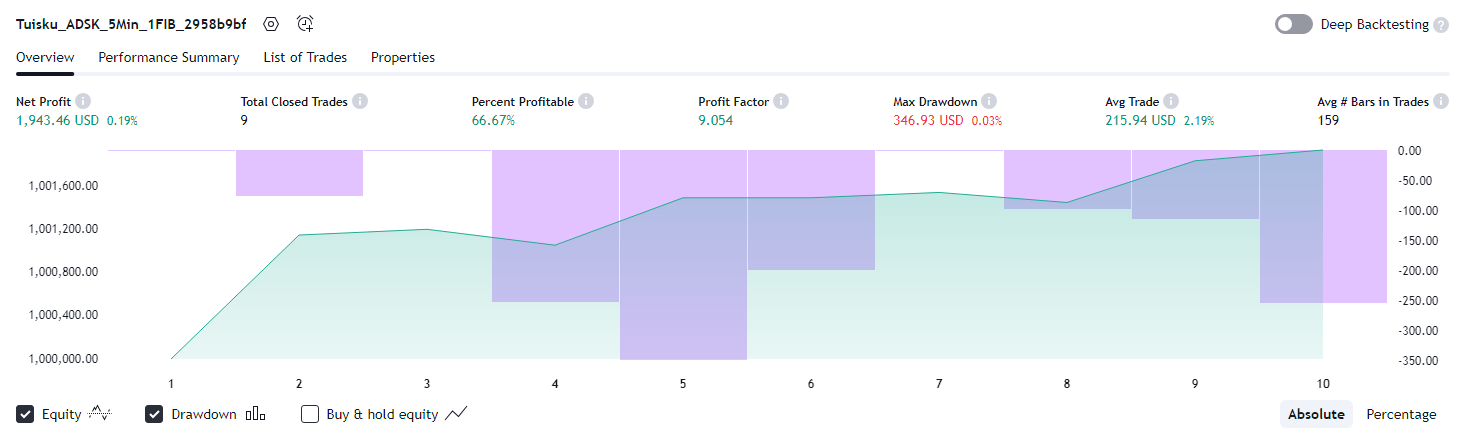 Tuisku_ADSK_5Min_1FIB_2958b9bf
Deep Backtesting
Overview Performance Summary List of Trades Properties
Net Profit Total Closed Trades Percent Profitable Profit Factor Max Drawdown Avg Trade Avg # Bars in Trades
1,943.46 USD 0.19% 9 66.67% 9.054 346.93 USD 0.03% 215.94 USD 2.19% 159
0.00
1,001,600.00 -50.00
-100.00
1,001,200.00 -150.00
1,000,800.00 -200.00
-250.00
1,000,400.00 -300.00
1,000,000.00 -350.00
1 2 3 4 5 6 7 8 9 10
Equity Drawdown Buy & hold equity Absolute Percentage